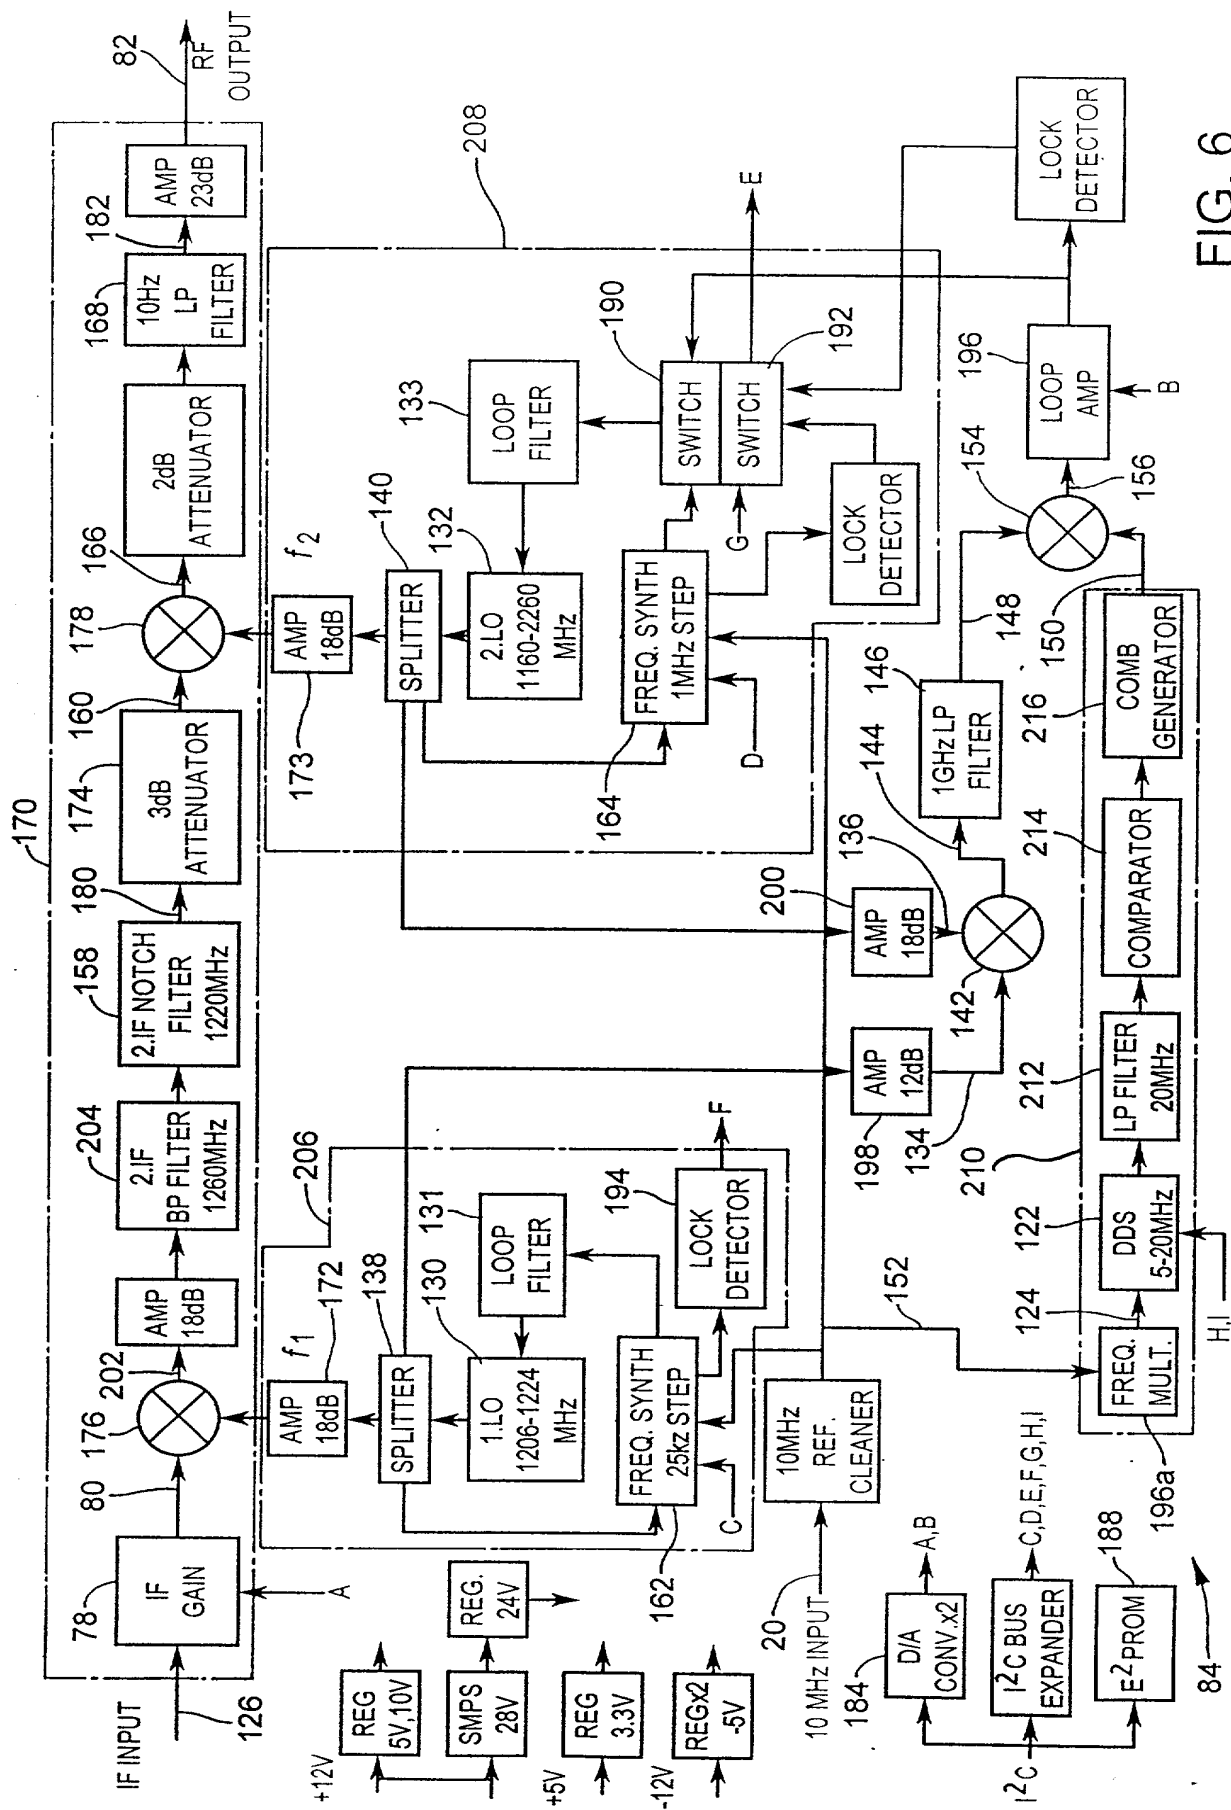 170
IF INPUT
126
78
IF
GAIN
A
80
176
202
AMP
18dB
204
2.IF
BP FILTER
1260MHz
158
2.IF NOTCH
FILTER
1220MHz
180
174
3dB
ATTENUATOR
160
178
166
2dB
ATTENUATOR
168
10Hz
LP
FILTER
182
AMP
23dB
82
RF
OUTPUT
+12V
REG
5V,10V
SMPS
28V
REG.
24V
+5V
REG
3.3V
-12V
REGx2
-5V
f1
AMP
18dB
172
206
SPLITTER
138
1.LO
1206-1224
MHz
130
LOOP
FILTER
131
FREQ. SYNTH
25kz STEP
162
C
LOCK
DETECTOR
194
F
f2
AMP
18dB
173
208
SPLITTER
140
2.LO
1160-2260
MHz
132
LOOP
FILTER
133
FREQ. SYNTH
1MHz STEP
164
D
SWITCH
190
SWITCH
192
G
E
LOCK
DETECTOR
20
10 MHz INPUT
10MHz
REF.
CLEANER
152
AMP
12dB
198
134
AMP
18dB
200
136
142
144
1GHz LP
FILTER
146
148
154
150
156
LOOP
AMP
196
B
LOCK
DETECTOR
184
D/A
CONV.x2
A,B
I2C
I2C BUS
EXPANDER
C,D,E,F,G,H,I
E2PROM
188
84
210
FREQ.
MULT.
196a
124
DDS
5-20MHz
122
H,I
LP FILTER
20MHz
212
COMPARATOR
214
COMB
GENERATOR
216
FIG. 6